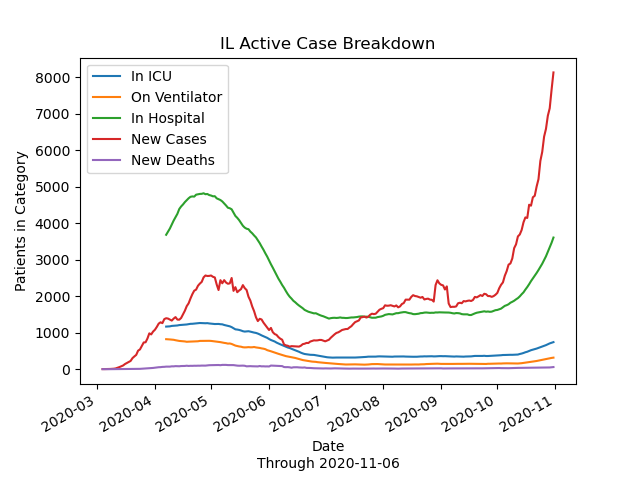 IL Active Case Breakdown
In ICU
On Ventilator
In Hospital
New Cases
New Deaths
Patients in Category
8000
7000
6000
5000
4000
3000
2000
1000
0
2020-03
2020-04
2020-05
2020-06
2020-07
2020-08
2020-09
2020-10
2020-11
Date
Through 2020-11-06